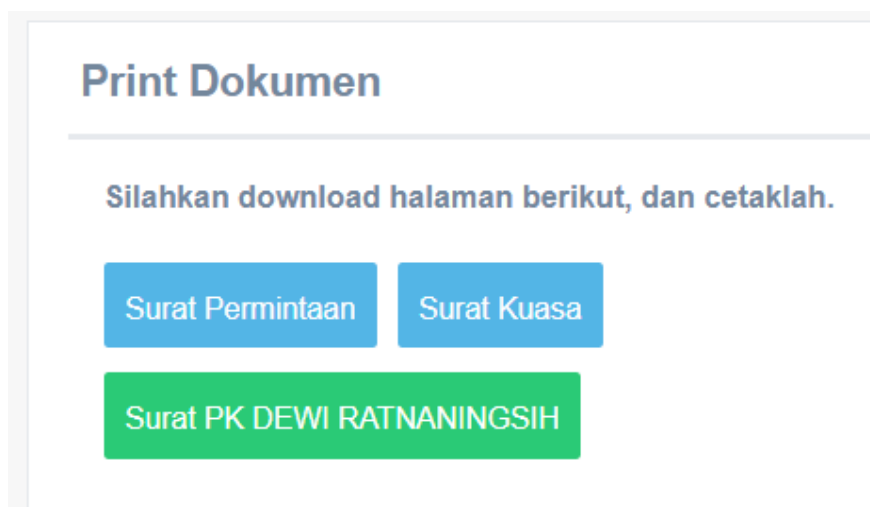 Print Dokumen
Silahkan download halaman berikut, dan cetaklah.
Surat Permintaan Surat Kuasa
Surat PK DEWI RATNANINGSIH